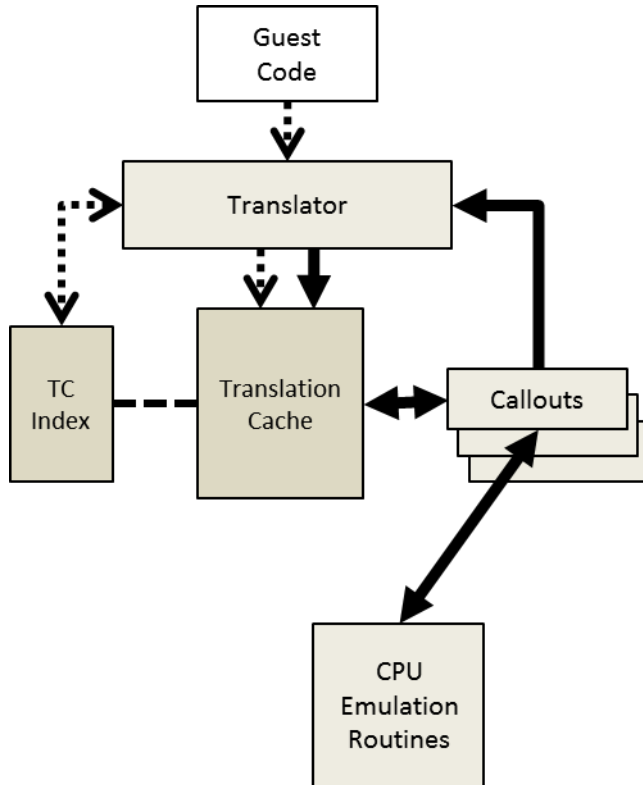 Guest
Code
Translator
TC
Index
Translation
Cache
Callouts
CPU
Emulation
Routines